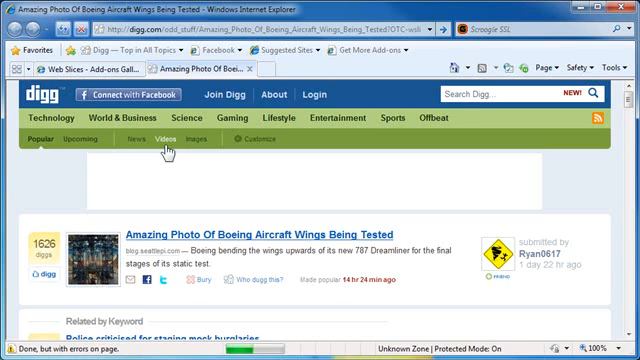 Amazing Photo Of Boeing Aircraft Wings Being Tested - Windows Internet Explorer
http://digg.com/odd_stuff/Amazing_Photo_Of_Boeing_Aircraft_Wings_Being_Tested?OTC-wsli
Scroogle SSL
Favorites Digg — Top in All Topics Facebook Suggested Sites Get More Add-ons
Web Slices - Add-ons Gall... Amazing Photo Of Boei... Page Safety Tools
digg™ f Connect with Facebook Join Digg About Login Search Digg... NEW!
Technology World & Business Science Gaming Lifestyle Entertainment Sports Offbeat
Popular Upcoming News Videos Images Customize
1626
diggs
digg
Amazing Photo Of Boeing Aircraft Wings Being Tested
blog.seattlepi.com — Boeing bending the wings upwards of its new 787 Dreamliner for the final
stages of its static test.
Bury Who dugg this? Made popular 14 hr 24 min ago
submitted by
Ryan0617
1 day 22 hr ago
FRIEND
Related by Keyword
Police criticised for staging mock burglaries
Done, but with errors on page. Unknown Zone | Protected Mode: On 100%